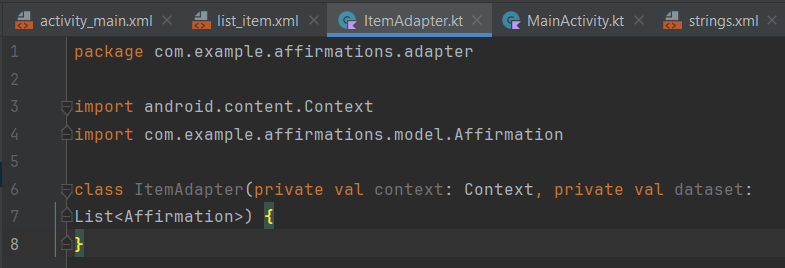 activity_main.xml list_item.xml ItemAdapter.kt MainActivity.kt strings.xml
1 package com.example.affirmations.adapter
2
3 import android.content.Context
4 import com.example.affirmations.model.Affirmation
5
6 class ItemAdapter(private val context: Context, private val dataset:
7 List<Affirmation>) {
8 }